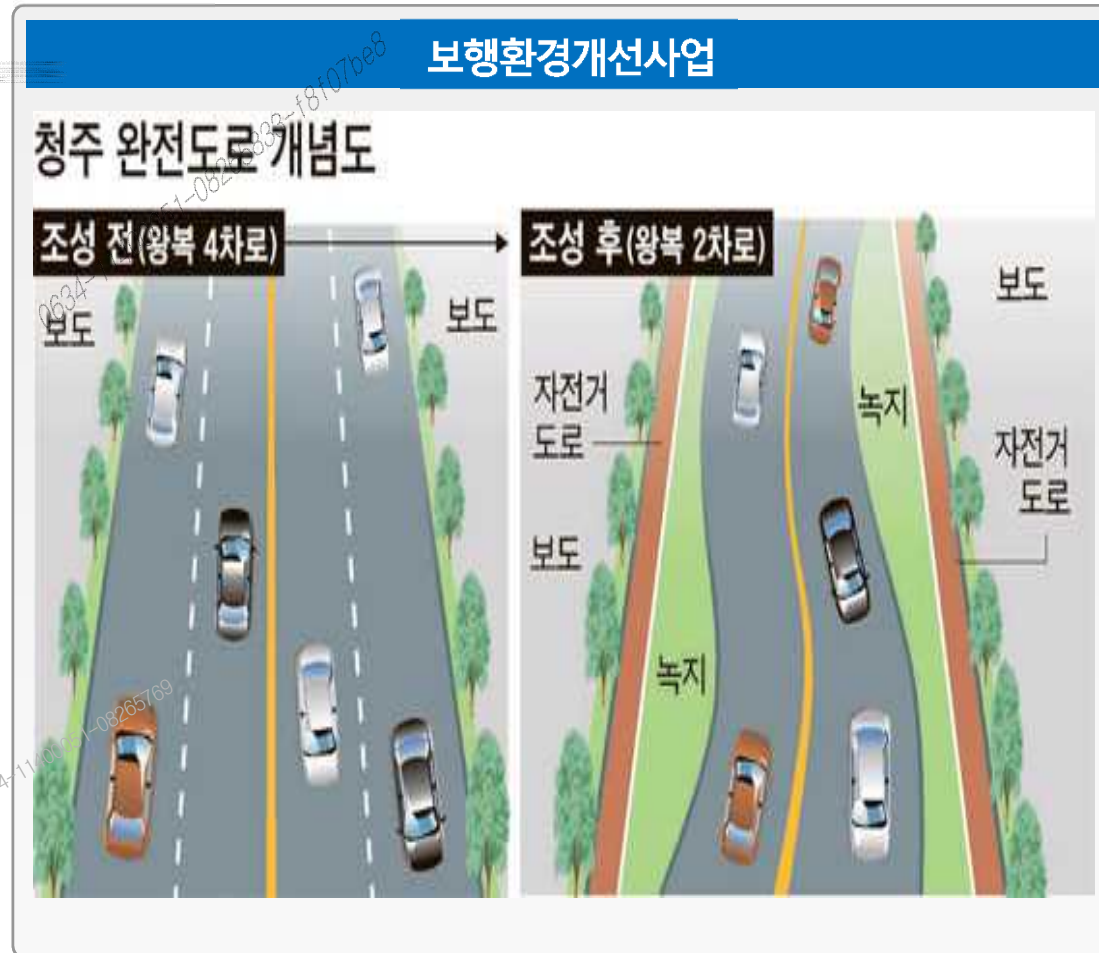 보행환경개선사업
청주 완전도로 개념도
조성 전(왕복 4차로)
보도
보도
조성 후(왕복 2차로)
보도
자전거
도로
녹지
자전거
도로
보도
녹지